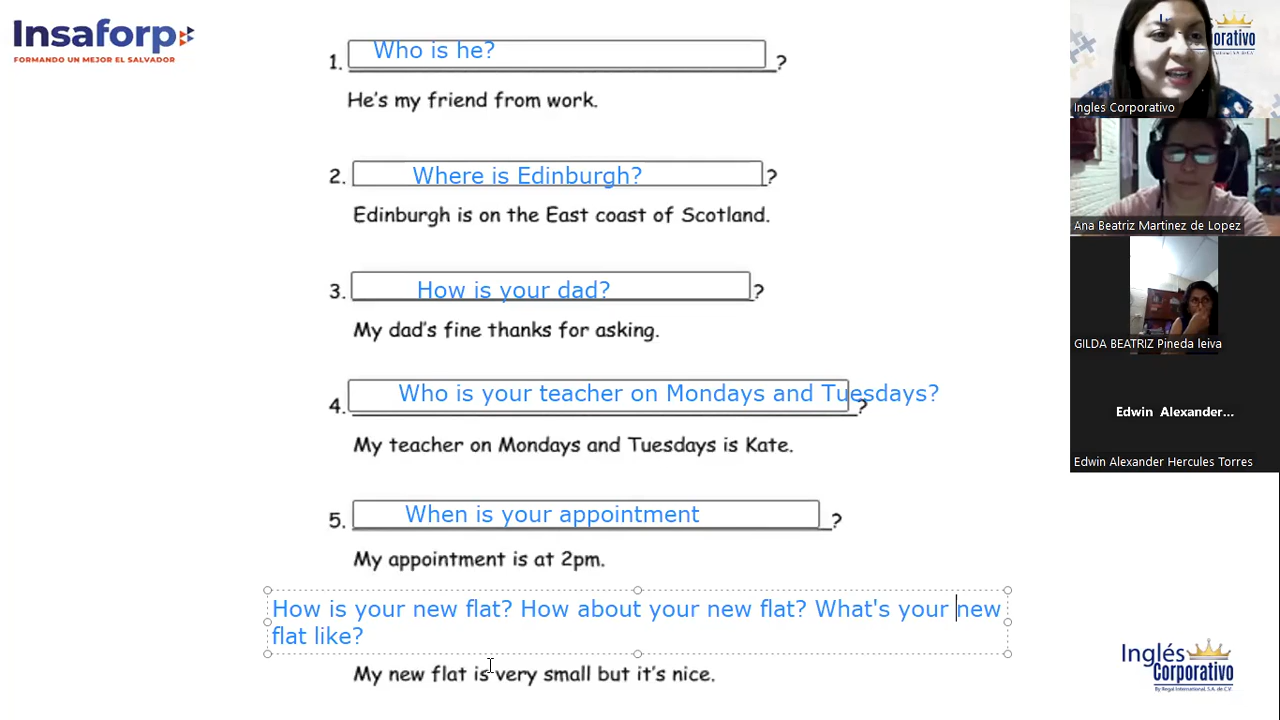 Insaforp
FORMANDO UN MEJOR EL SALVADOR
1. Who is he? ?
He's my friend from work.
2. Where is Edinburgh? ?
Edinburgh is on the East coast of Scotland.
3. How is your dad? ?
My dad's fine thanks for asking.
4. Who is your teacher on Mondays and Tuesdays? ?
My teacher on Mondays and Tuesdays is Kate.
5. When is your appointment ?
My appointment is at 2pm.
How is your new flat? How about your new flat? What's your new
flat like?
My new flat is very small but it's nice.
Ingles Corporativo
Ana Beatriz Martinez de Lopez
GILDA BEATRIZ Pineda leiva
Edwin Alexander...
Edwin Alexander Hercules Torres
Inglés
Corporativo
By Regal International, S.A. de C.V.